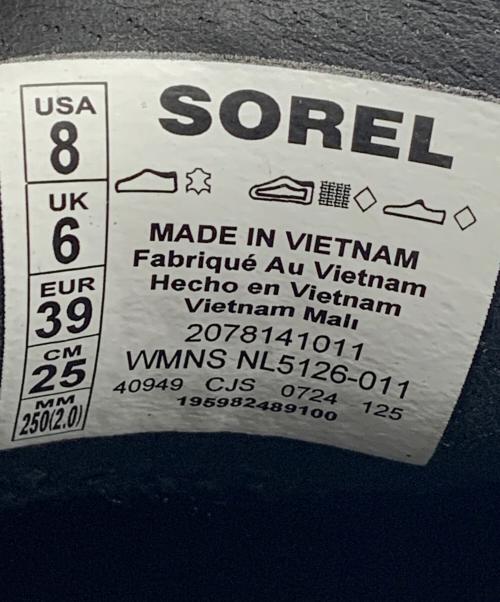 USA
8
UK
6
EUR
39
CM
25
MM
250(2.0)
SOREL
MADE IN VIETNAM
Fabriqué Au Vietnam
Hecho en Vietnam
Vietnam Malı
2078141011
WMNS NL5126-011
40949 CJS 0724 125
195982489100